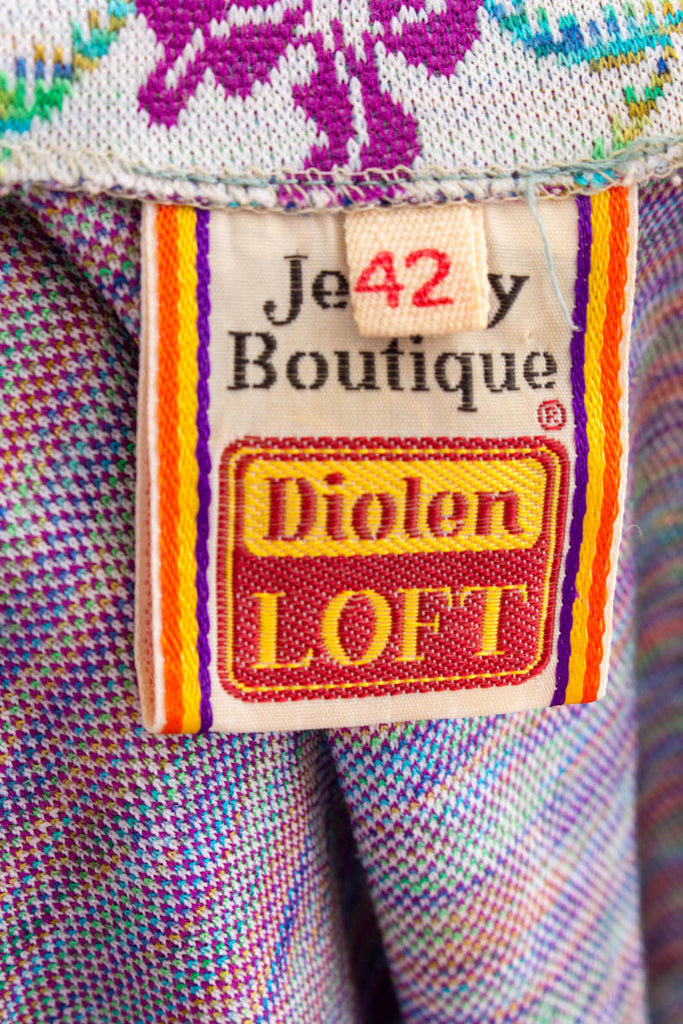 42
Boutique
®
Diolen
LOFT